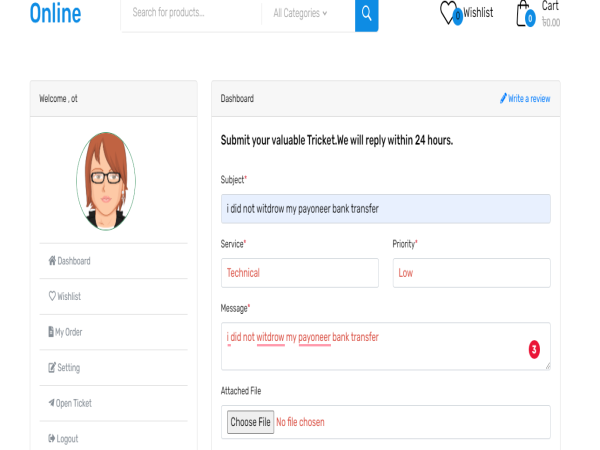 Online
Search for products...
All Categories
0
Wishlist
0
Cart
৳0.00
Welcome , ot
Dashboard
Wishlist
My Order
Setting
Open Ticket
Logout
Dashboard
Write a review
Submit your valuable Tricket.We will reply within 24 hours.
Subject*
i did not witdrow my payoneer bank transfer
Service*
Priority*
Technical
Low
Message*
i did not witdrow my payoneer bank transfer
3
Attached File
Choose File No file chosen